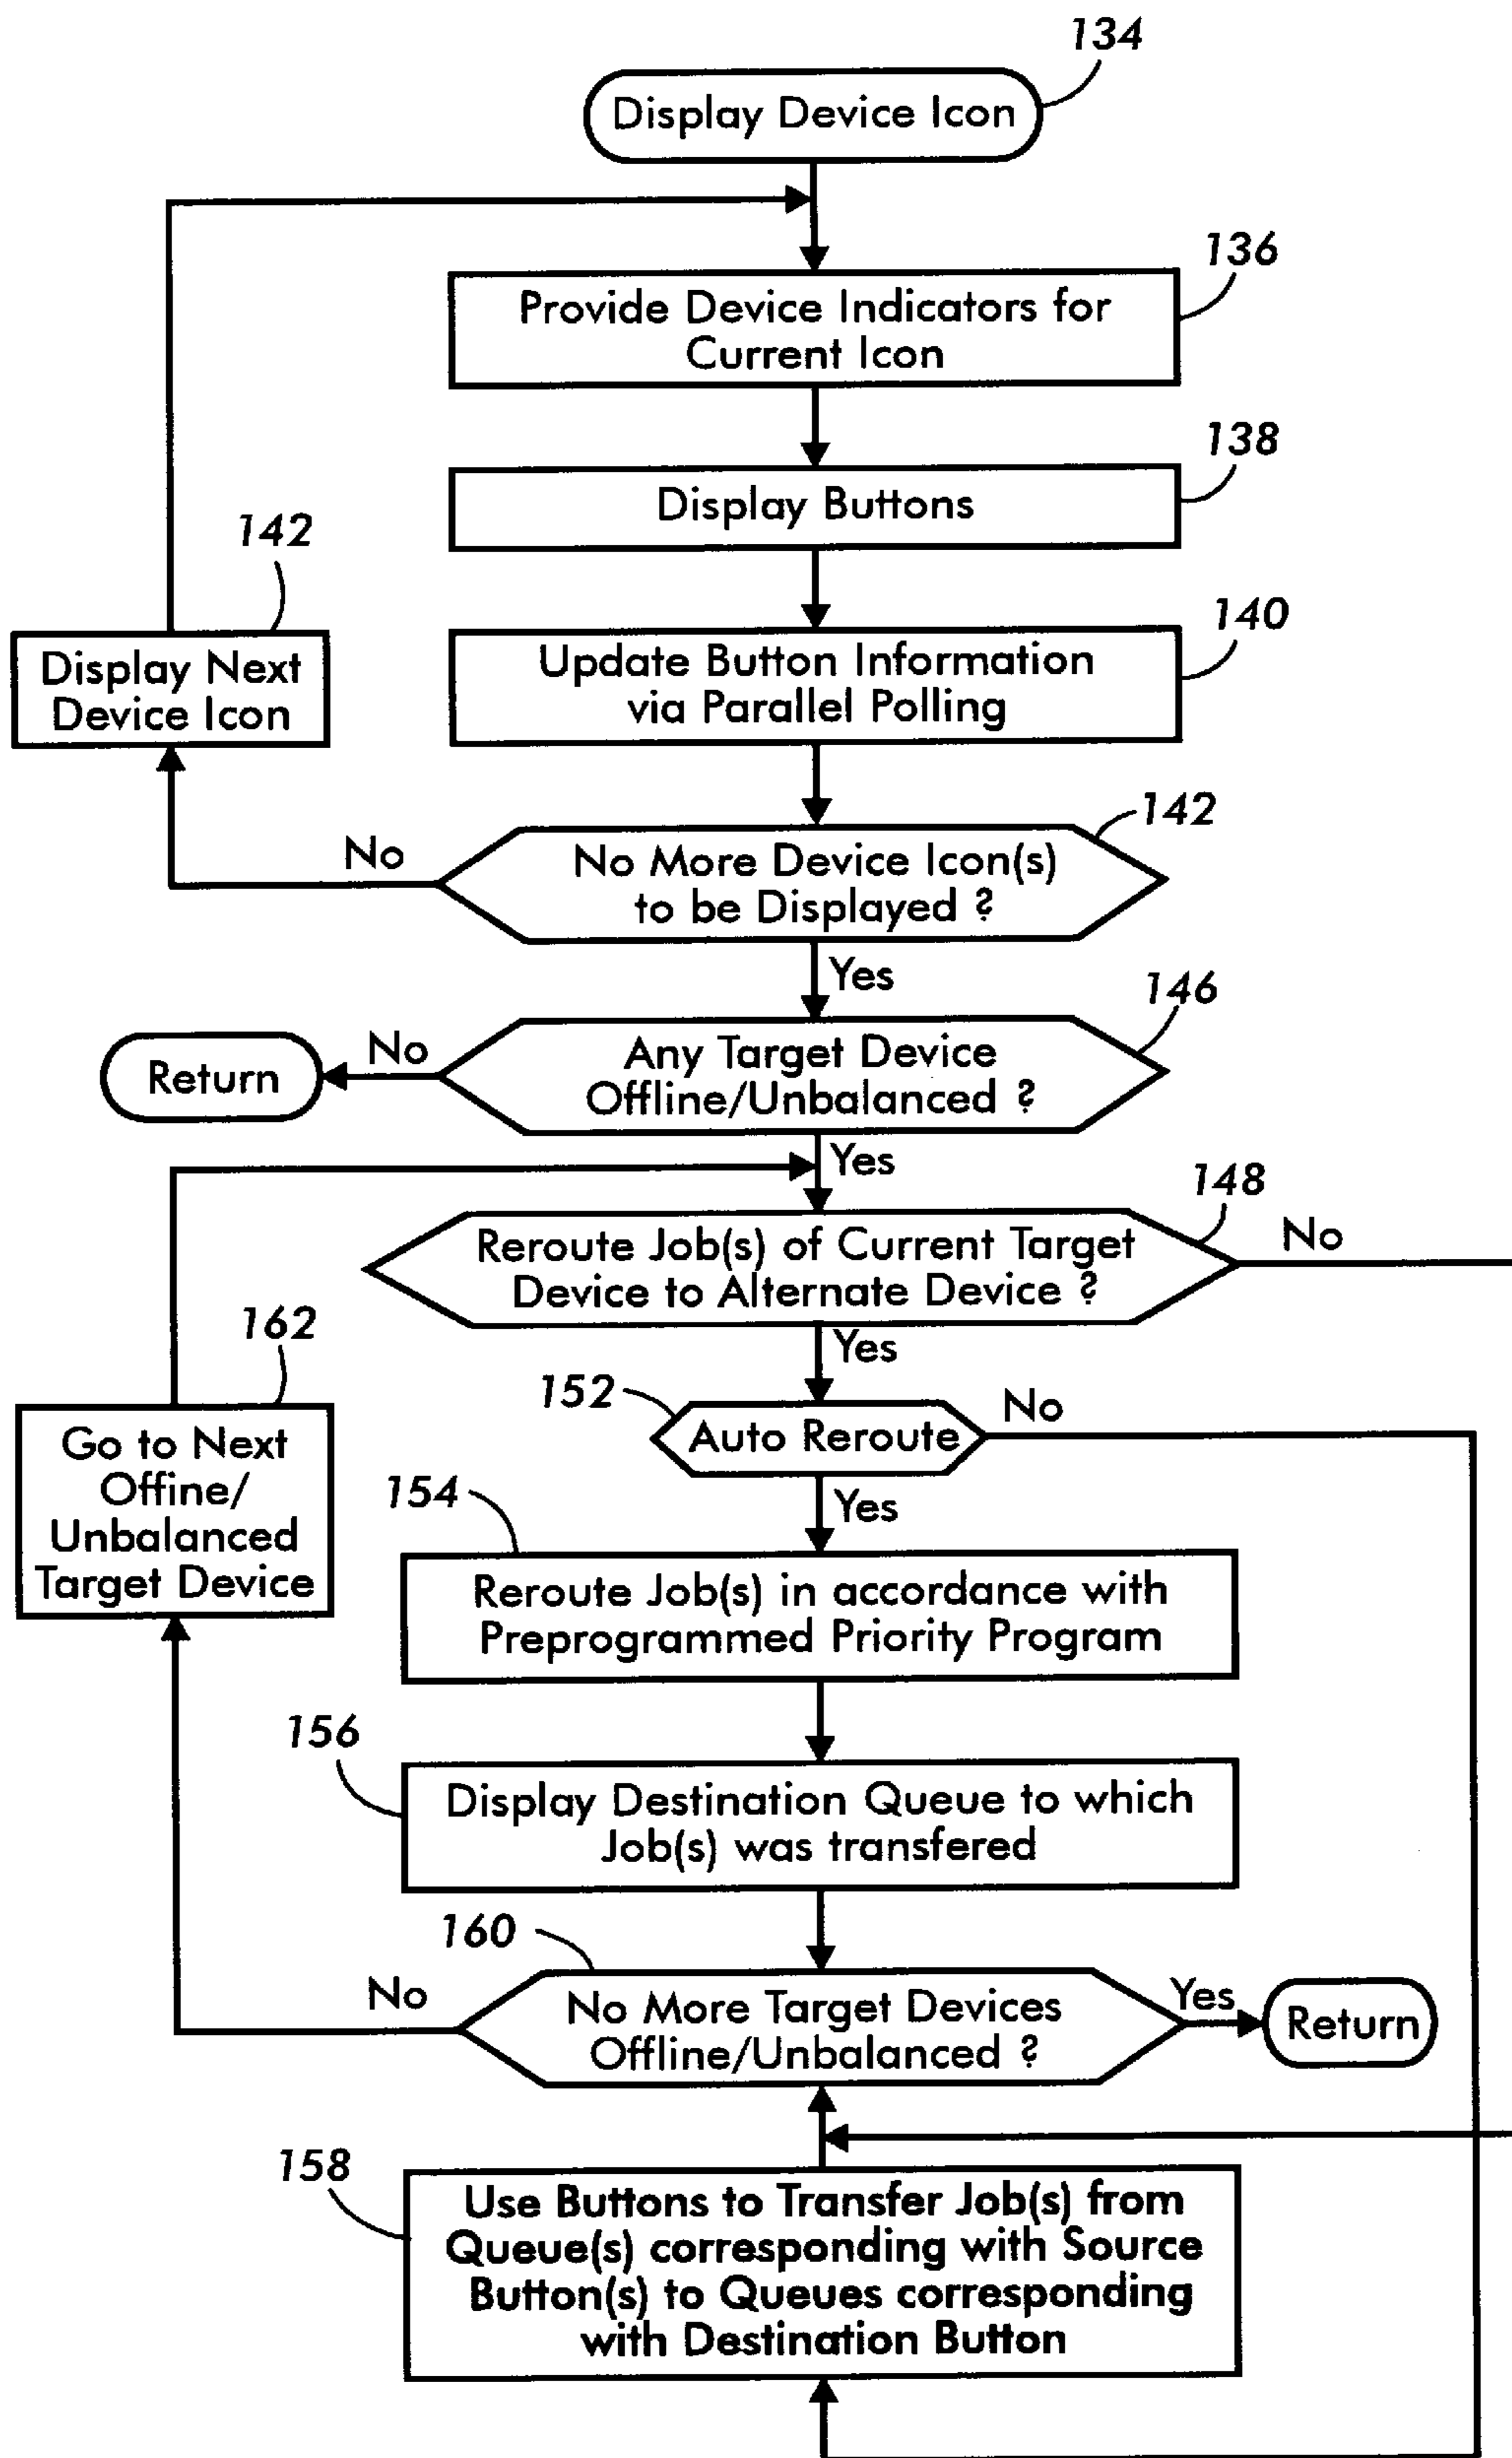 134
Display Device Icon
136
Provide Device Indicators for
Current Icon
138
Display Buttons
142
Display Next
Device Icon
140
Update Button Information
via Parallel Polling
142
No
No More Device Icon(s)
to be Displayed ?
Yes
146
Return
No
Any Target Device
Offline/Unbalanced ?
Yes
148
Reroute Job(s) of Current Target
Device to Alternate Device ?
No
Yes
162
Go to Next
Offine/
Unbalanced
Target Device
152
Auto Reroute
No
Yes
154
Reroute Job(s) in accordance with
Preprogrammed Priority Program
156
Display Destination Queue to which
Job(s) was transfered
160
No
No More Target Devices
Offline/Unbalanced ?
Yes
Return
158
Use Buttons to Transfer Job(s) from
Queue(s) corresponding with Source
Button(s) to Queues corresponding
with Destination Button